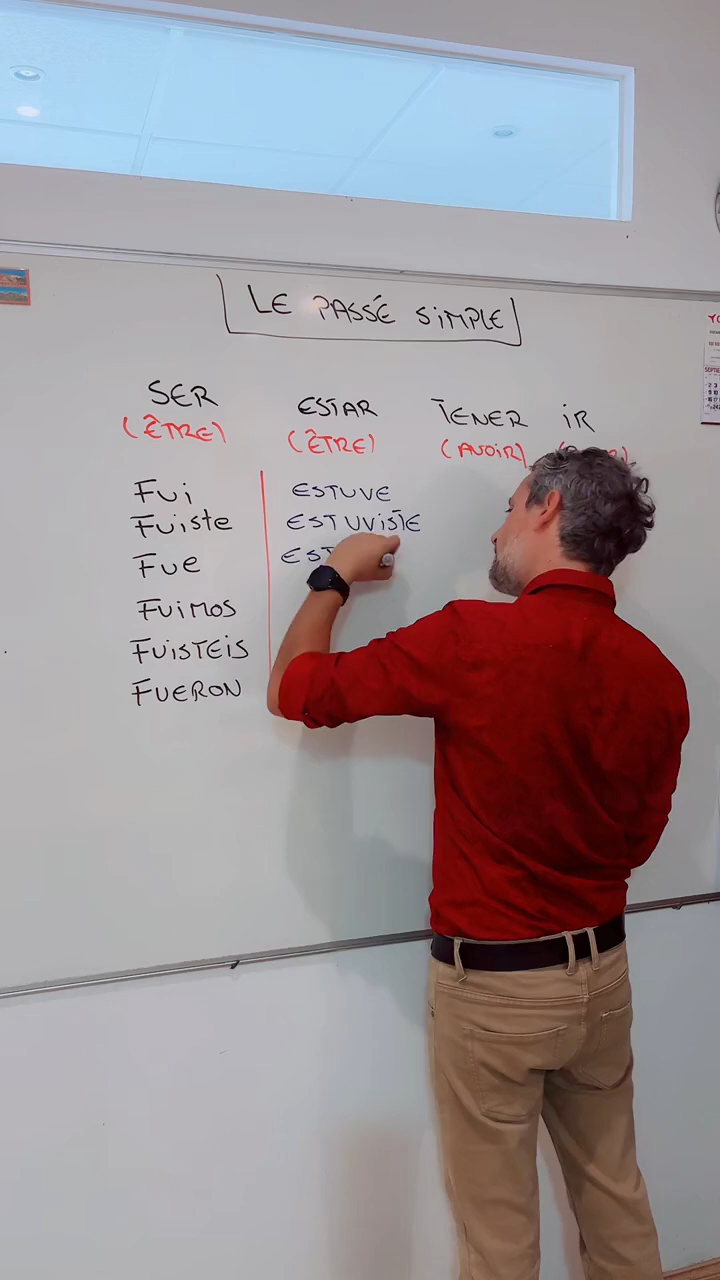 LE PASSÉ SIMPLE
SER ESTAR TENER iR
(ÊTRE) (ÊTRE) (AVOIR)
Fui ESTUVE
Fuiste ESTUViSTE
Fue
FuiMOS
FUiSTEiS
FUERON